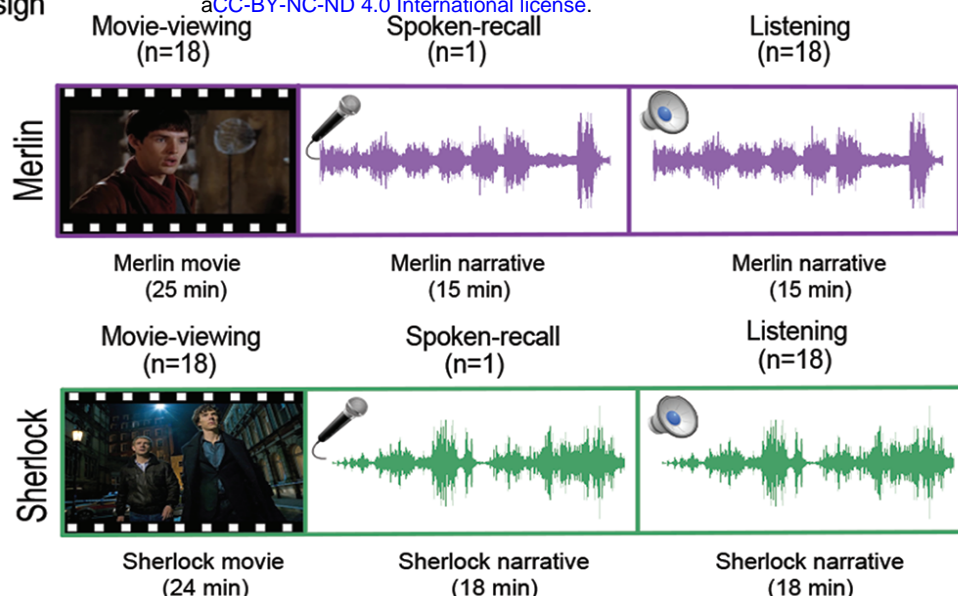 sign
aCC-BY-NC-ND 4.0 International license.
Movie-viewing
(n=18)
Spoken-recall
(n=1)
Listening
(n=18)
Merlin
Merlin movie
(25 min)
Merlin narrative
(15 min)
Merlin narrative
(15 min)
Movie-viewing
(n=18)
Spoken-recall
(n=1)
Listening
(n=18)
Sherlock
Sherlock movie
(24 min)
Sherlock narrative
(18 min)
Sherlock narrative
(18 min)